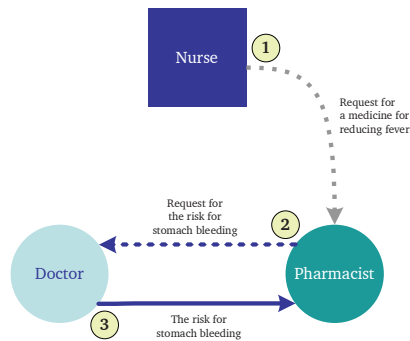 Nurse
1
Request for
a medicine for
reducing fever
Request for
the risk for
stomach bleeding
2
Doctor
Pharmacist
3
The risk for
stomach bleeding